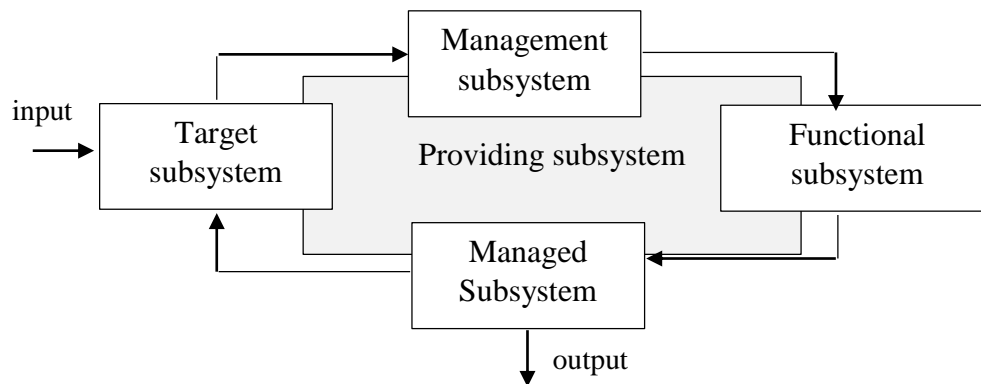 Management
subsystem
input
Target
subsystem
Providing subsystem
Functional
subsystem
Managed
Subsystem
output